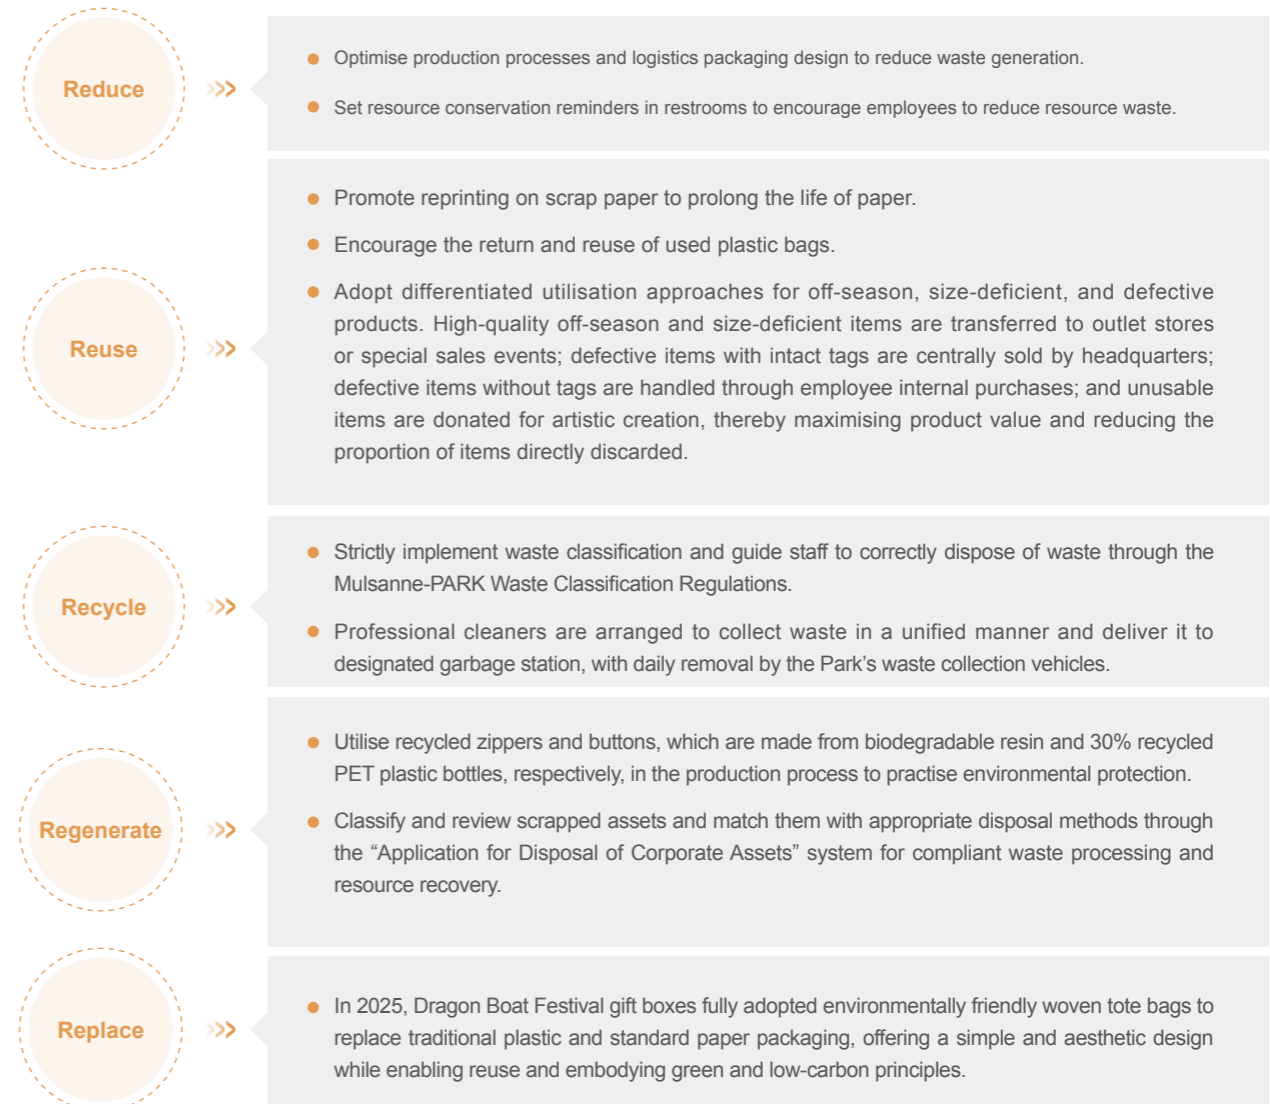 Reduce
Optimise production processes and logistics packaging design to reduce waste generation.
Set resource conservation reminders in restrooms to encourage employees to reduce resource waste.
Reuse
Promote reprinting on scrap paper to prolong the life of paper.
Encourage the return and reuse of used plastic bags.
Adopt differentiated utilisation approaches for off-season, size-deficient, and defective
products. High-quality off-season and size-deficient items are transferred to outlet stores
or special sales events; defective items with intact tags are centrally sold by headquarters;
defective items without tags are handled through employee internal purchases; and unusable
items are donated for artistic creation, thereby maximising product value and reducing the
proportion of items directly discarded.
Recycle
Strictly implement waste classification and guide staff to correctly dispose of waste through the
Mulsanne-PARK Waste Classification Regulations.
Professional cleaners are arranged to collect waste in a unified manner and deliver it to
designated garbage station, with daily removal by the Park's waste collection vehicles.
Regenerate
Utilise recycled zippers and buttons, which are made from biodegradable resin and 30% recycled
PET plastic bottles, respectively, in the production process to practise environmental protection.
Classify and review scrapped assets and match them with appropriate disposal methods through
the “Application for Disposal of Corporate Assets” system for compliant waste processing and
resource recovery.
Replace
In 2025, Dragon Boat Festival gift boxes fully adopted environmentally friendly woven tote bags to
replace traditional plastic and standard paper packaging, offering a simple and aesthetic design
while enabling reuse and embodying green and low-carbon principles.